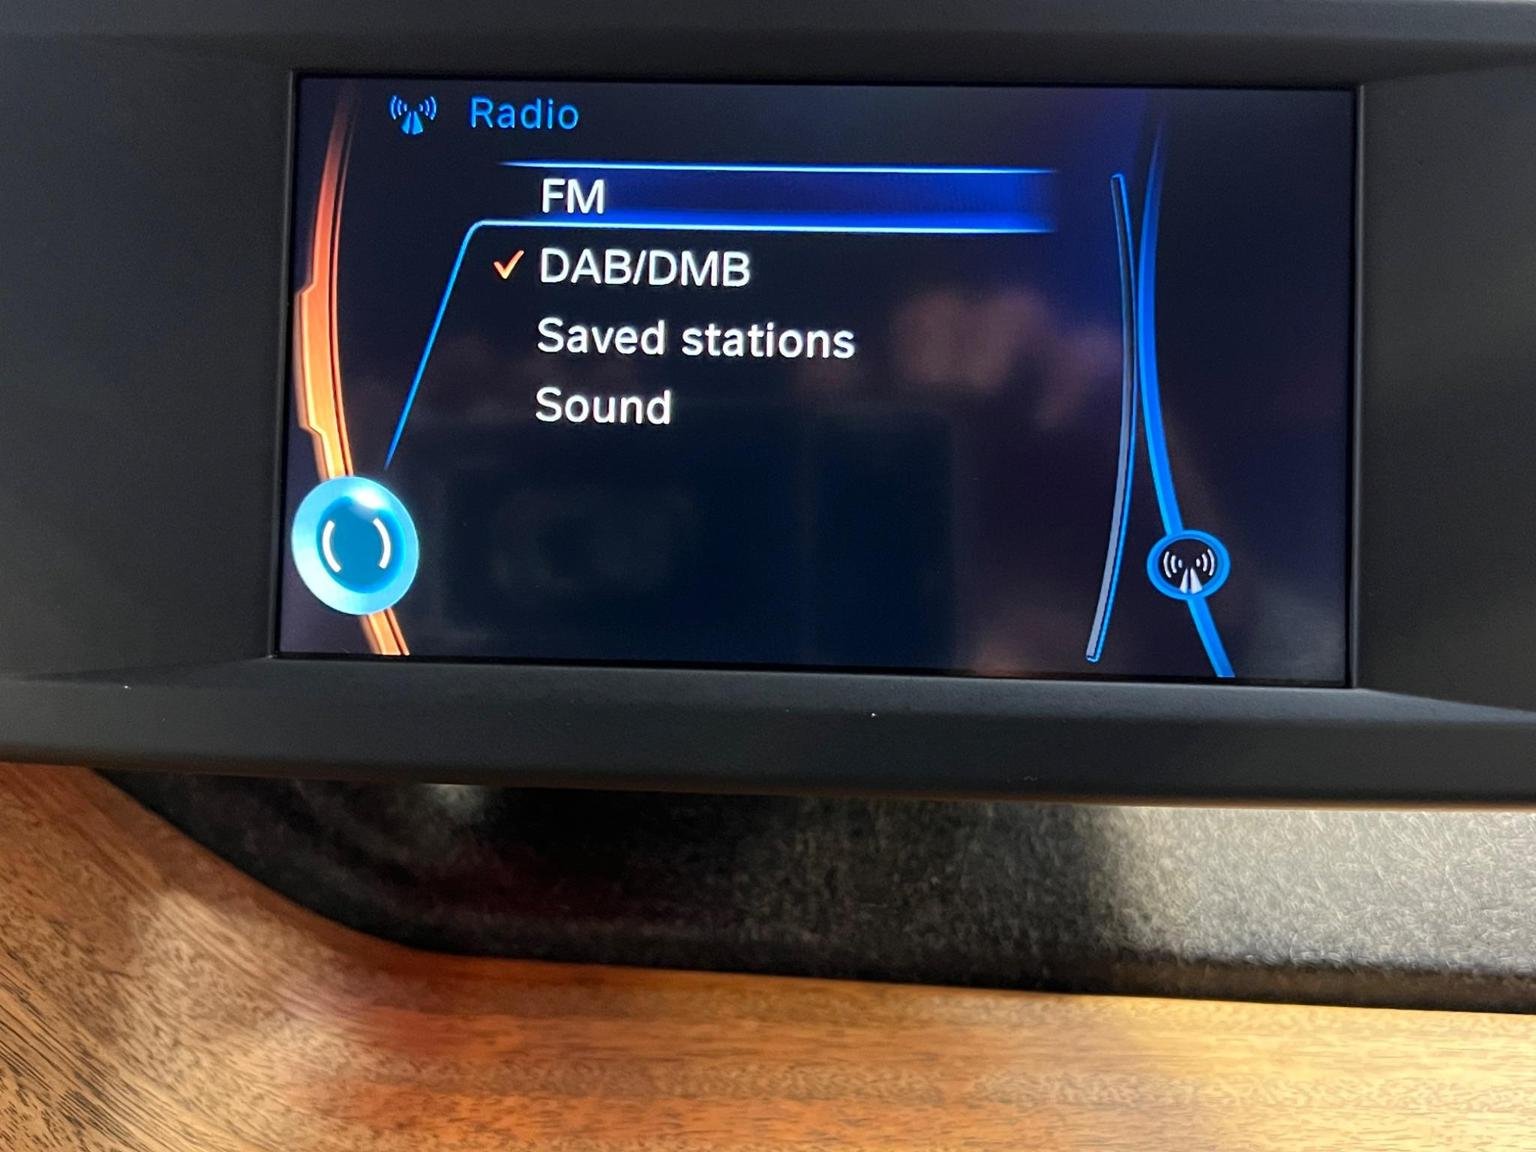 Radio
FM
DAB/DMB
Saved stations
Sound